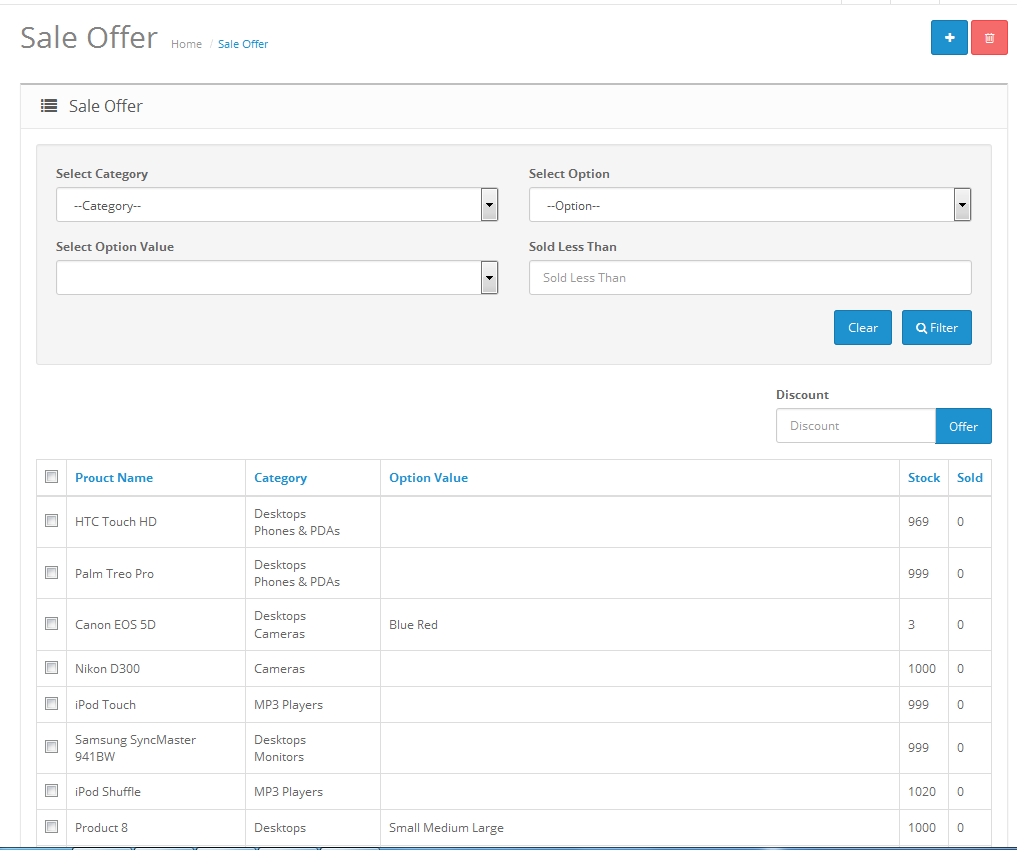 Sale Offer Home / Sale Offer
Sale Offer
Select Category Select Option
--Category-- --Option--
Select Option Value Sold Less Than
Sold Less Than
Clear Filter
Discount
Discount Offer
Prouct Name Category Option Value Stock Sold
HTC Touch HD Desktops 969 0
Phones & PDAs
Palm Treo Pro Desktops 999 0
Phones & PDAs
Canon EOS 5D Desktops Blue Red 3 0
Cameras
Nikon D300 Cameras 1000 0
iPod Touch MP3 Players 999 0
Samsung SyncMaster Desktops 999 0
941BW Monitors
iPod Shuffle MP3 Players 1020 0
Product 8 Desktops Small Medium Large 1000 0